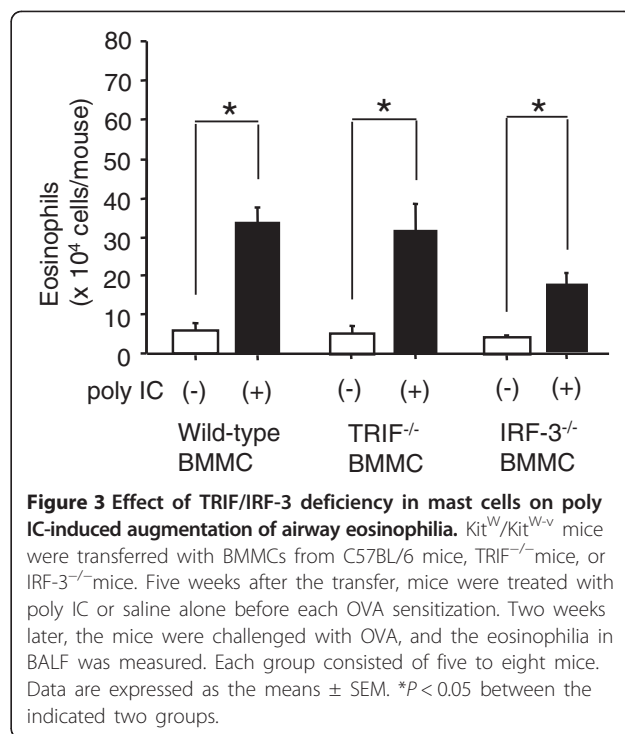 80
70
60
50
40
30
20
10
0
Eosinophils
(x 10⁴ cells/mouse)
* * *
poly IC (-) (+) (-) (+) (-) (+)
Wild-type TRIF-/- IRF-3-/-
BMMC BMMC BMMC
Figure 3 Effect of TRIF/IRF-3 deficiency in mast cells on poly
IC-induced augmentation of airway eosinophilia. KitW/KitW-v mice
were transferred with BMMCs from C57BL/6 mice, TRIF−/−mice, or
IRF-3−/−mice. Five weeks after the transfer, mice were treated with
poly IC or saline alone before each OVA sensitization. Two weeks
later, the mice were challenged with OVA, and the eosinophilia in
BALF was measured. Each group consisted of five to eight mice.
Data are expressed as the means ± SEM. *P < 0.05 between the
indicated two groups.